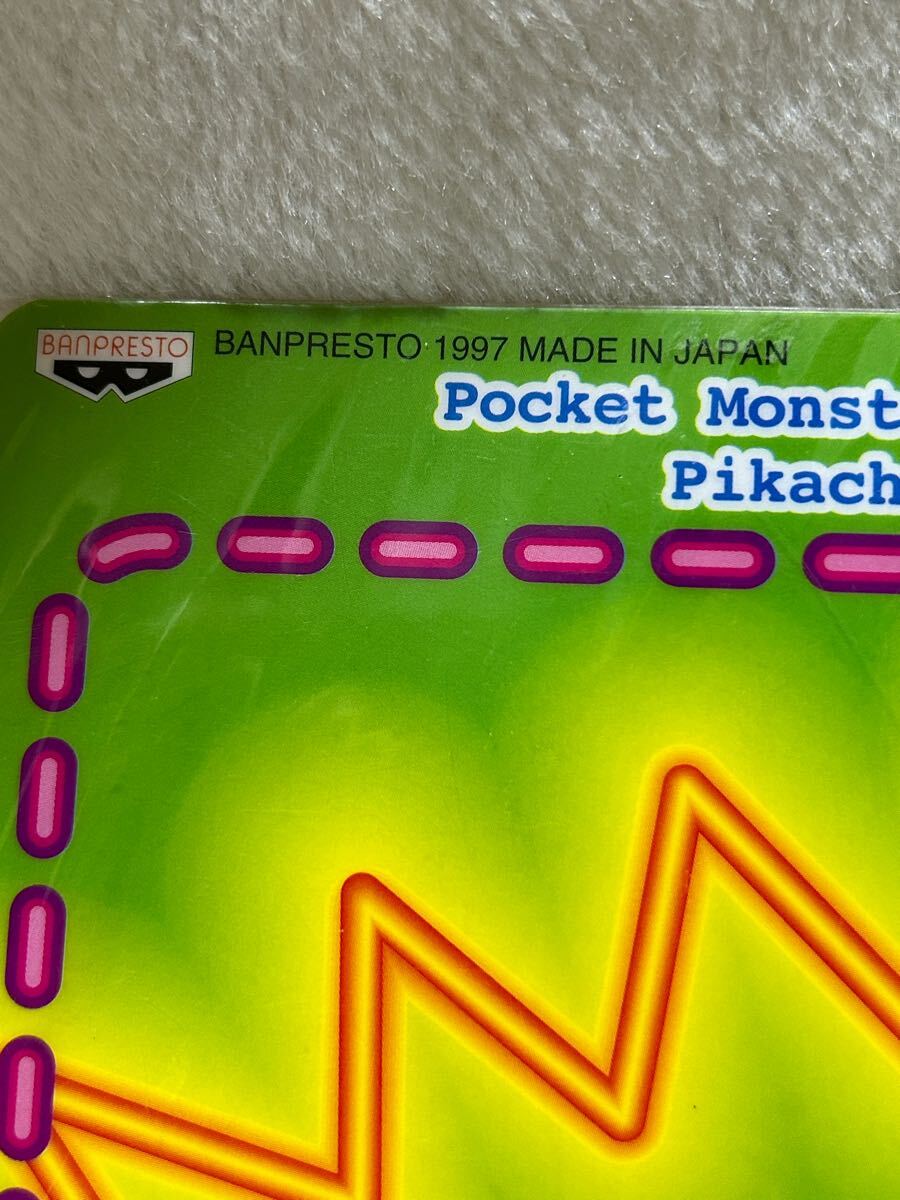 BANPRESTO
BANPRESTO 1997 MADE IN JAPAN
Pocket Monst
Pikach